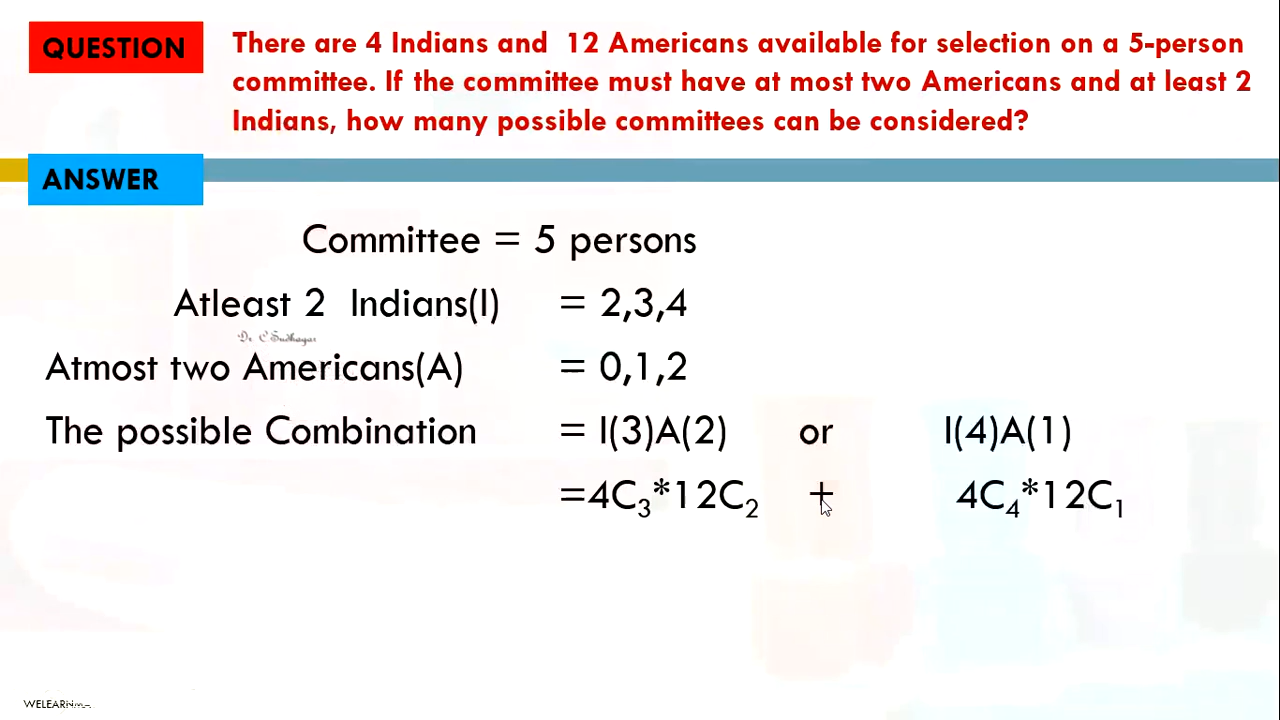 QUESTION
There are 4 Indians and 12 Americans available for selection on a 5-person
committee. If the committee must have at most two Americans and at least 2
Indians, how many possible committees can be considered?
ANSWER
Committee = 5 persons
Atleast 2 Indians(I) = 2,3,4
Dr. C.Sudhagar
Atmost two Americans(A) = 0,1,2
The possible Combination = I(3)A(2) or I(4)A(1)
=4C₃*12C₂ + 4C₄*12C₁